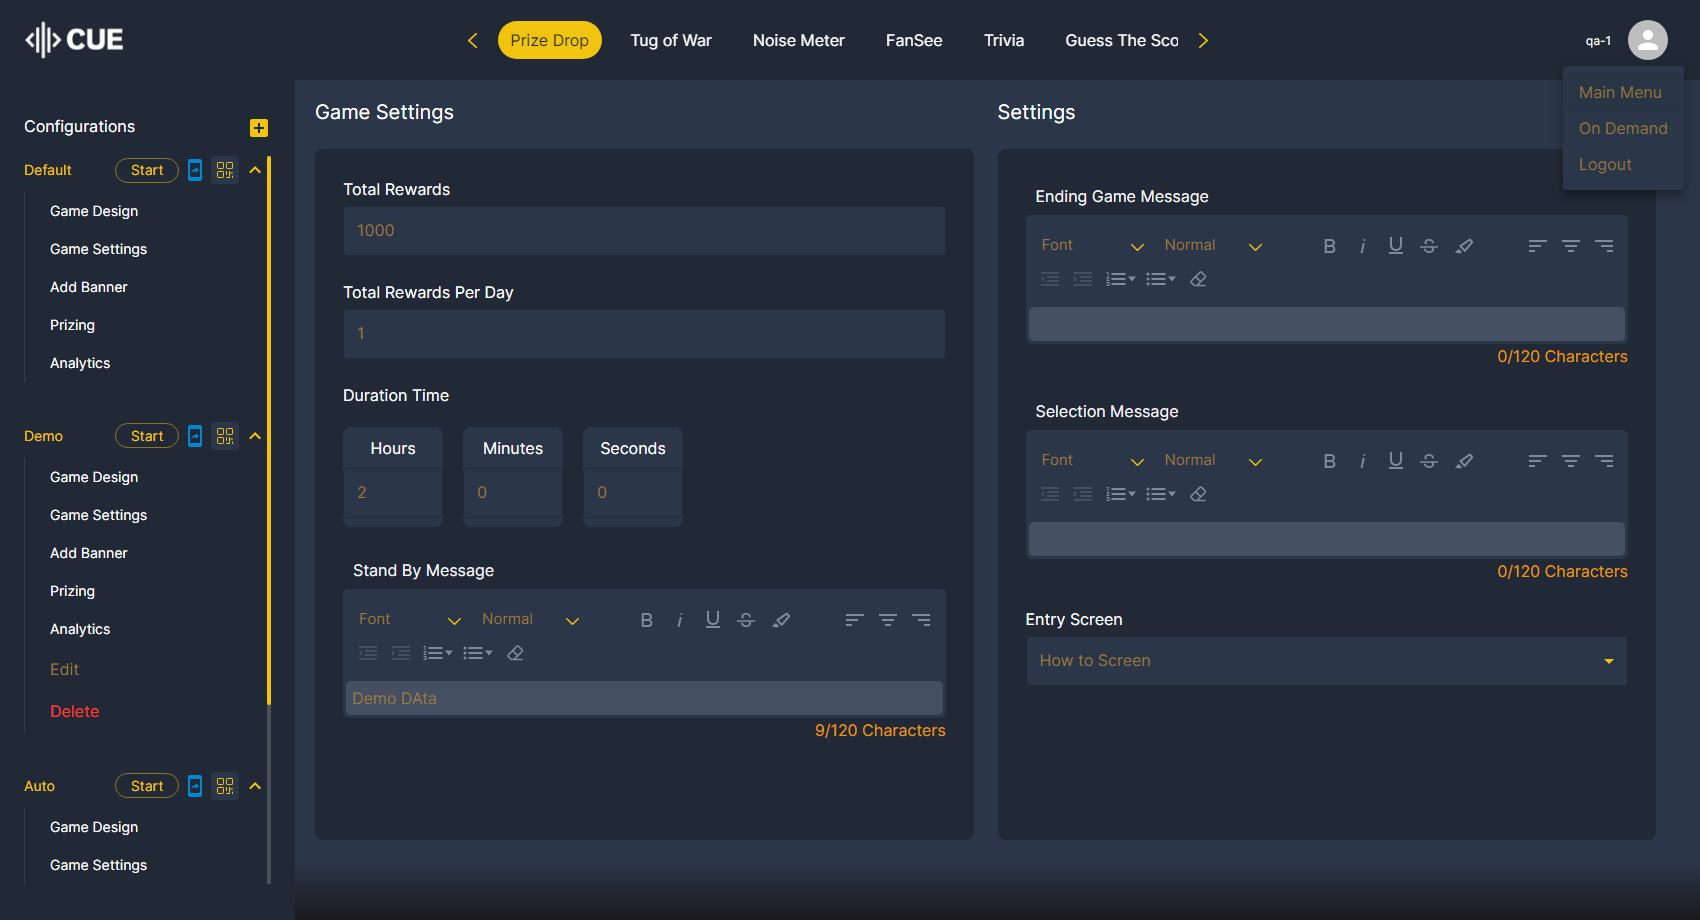 CUE
Prize Drop
Tug of War
Noise Meter
FanSee
Trivia
Guess The Sco
qa-1
Main Menu
On Demand
Logout
Configurations
Default
Start
Game Design
Game Settings
Add Banner
Prizing
Analytics
Demo
Start
Game Design
Game Settings
Add Banner
Prizing
Analytics
Edit
Delete
Auto
Start
Game Design
Game Settings
Game Settings
Total Rewards
1000
Total Rewards Per Day
1
Duration Time
Hours
Minutes
Seconds
2
0
0
Stand By Message
Font
Normal
Demo DAta
9/120 Characters
Settings
Ending Game Message
Font
Normal
0/120 Characters
Selection Message
Font
Normal
0/120 Characters
Entry Screen
How to Screen